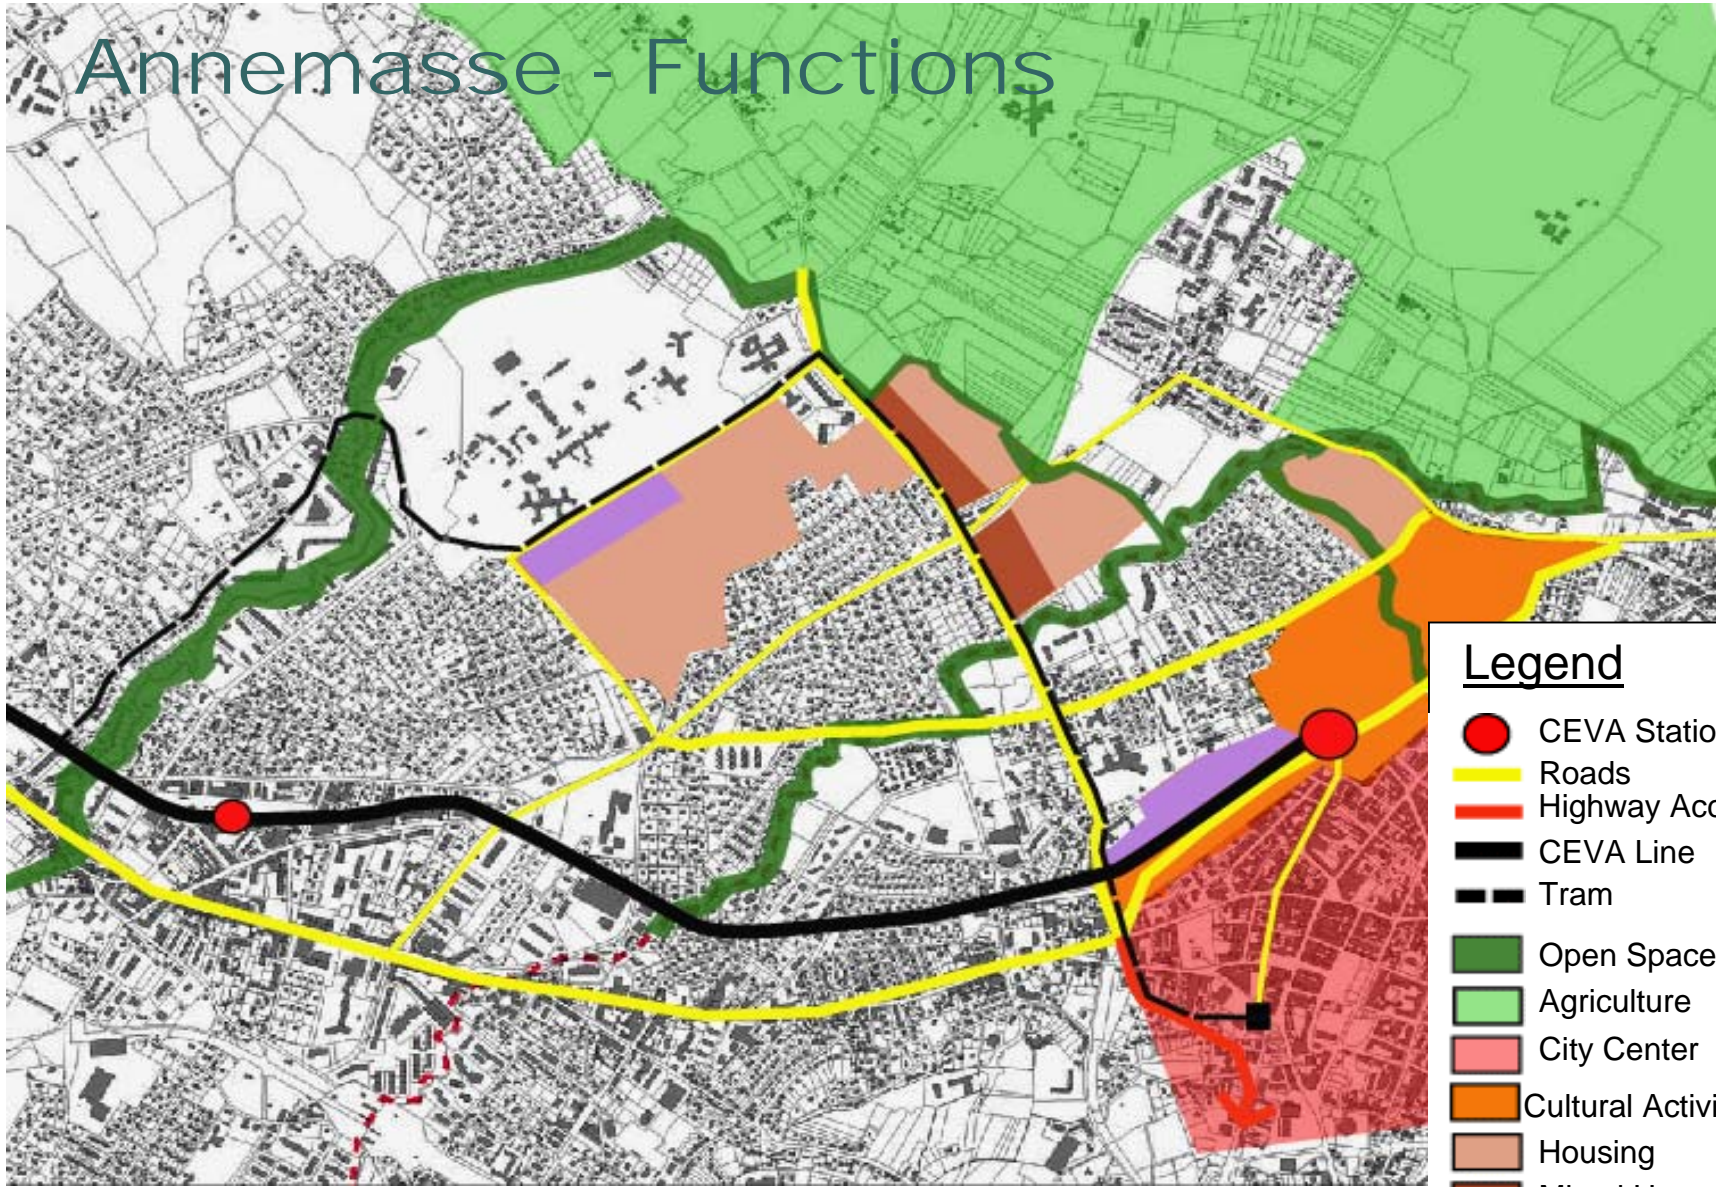 Annemasse - Functions
Legend
CEVA Statio
Roads
Highway Acc
CEVA Line
Tram
Open Space
Agriculture
City Center
Cultural Activi
Housing